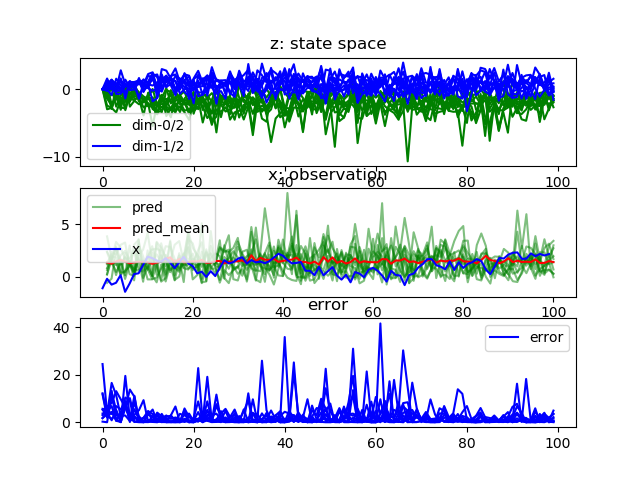 z: state space
0
−10
dim-0/2
dim-1/2
0 20 40 60 80 100
x: observation
5
0
pred
pred_mean
x
0 20 40 60 80 100
error
40
20
0
error
0 20 40 60 80 100